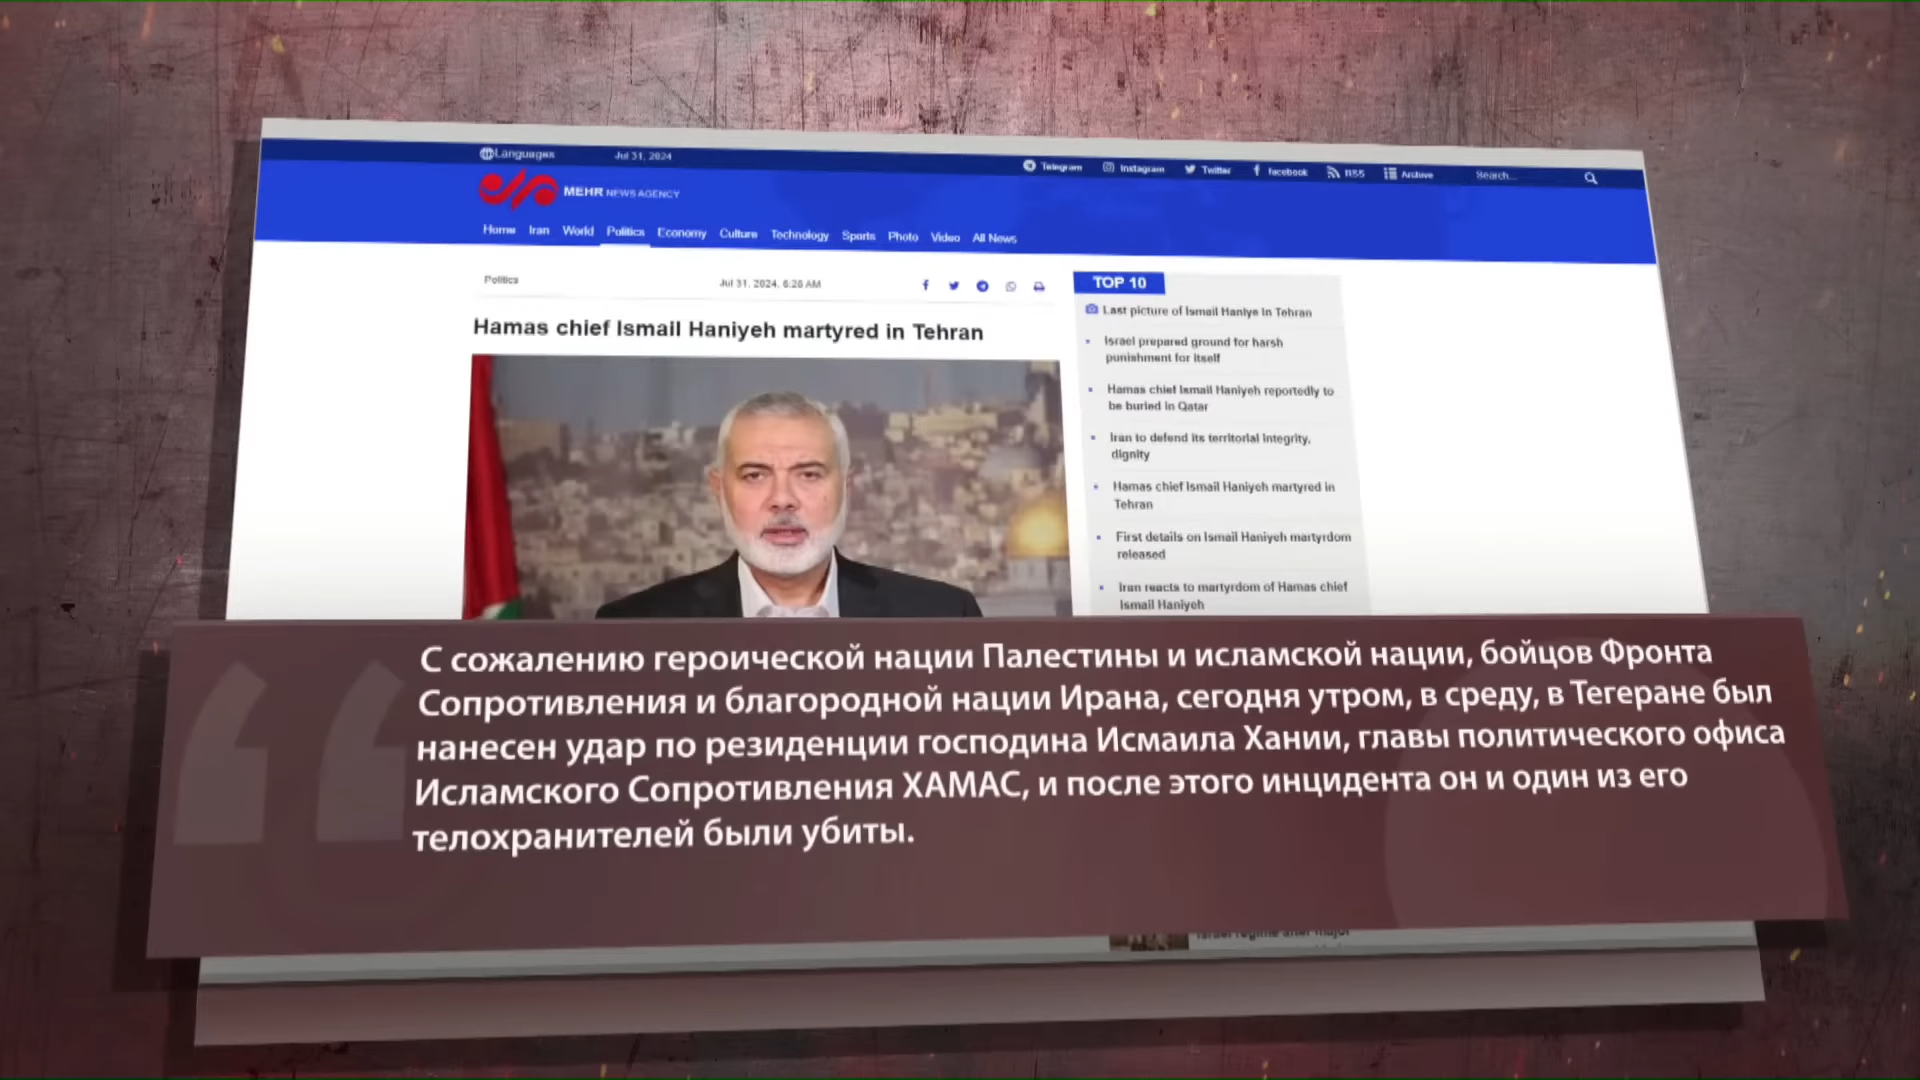 Languages
Jul 31, 2024
Telegram
Instagram
Twitter
facebook
RSS
Archive
Search...
MEHR NEWS AGENCY
Home Iran World Politics Economy Culture Technology Sports Photo Video All News
Politics
Jul 31, 2024, 6:28 AM
Hamas chief Ismail Haniyeh martyred in Tehran
TOP 10
Last picture of Ismail Haniye in Tehran
Israel prepared ground for harsh
punishment for itself
Hamas chief Ismail Haniyeh reportedly to
be buried in Qatar
Iran to defend its territorial integrity,
dignity
Hamas chief Ismail Haniyeh martyred in
Tehran
First details on Ismail Haniyeh martyrdom
released
Iran reacts to martyrdom of Hamas chief
Ismail Haniyeh
С сожалению героической нации Палестины и исламской нации, бойцов Фронта
Сопротивления и благородной нации Ирана, сегодня утром, в среду, в Тегеране был
нанесен удар по резиденции господина Исмаила Хании, главы политического офиса
Исламского Сопротивления ХАМАС, и после этого инцидента он и один из его
телохранителей были убиты.